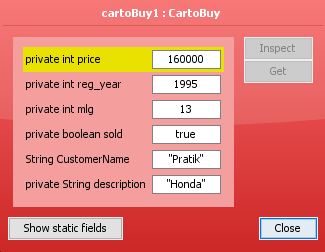 cartoBuy1 : CartoBuy
private int price 160000
private int reg_year 1995
private int mlg 13
private boolean sold true
String CustomerName "Pratik"
private String description "Honda"
Inspect
Get
Show static fields
Close